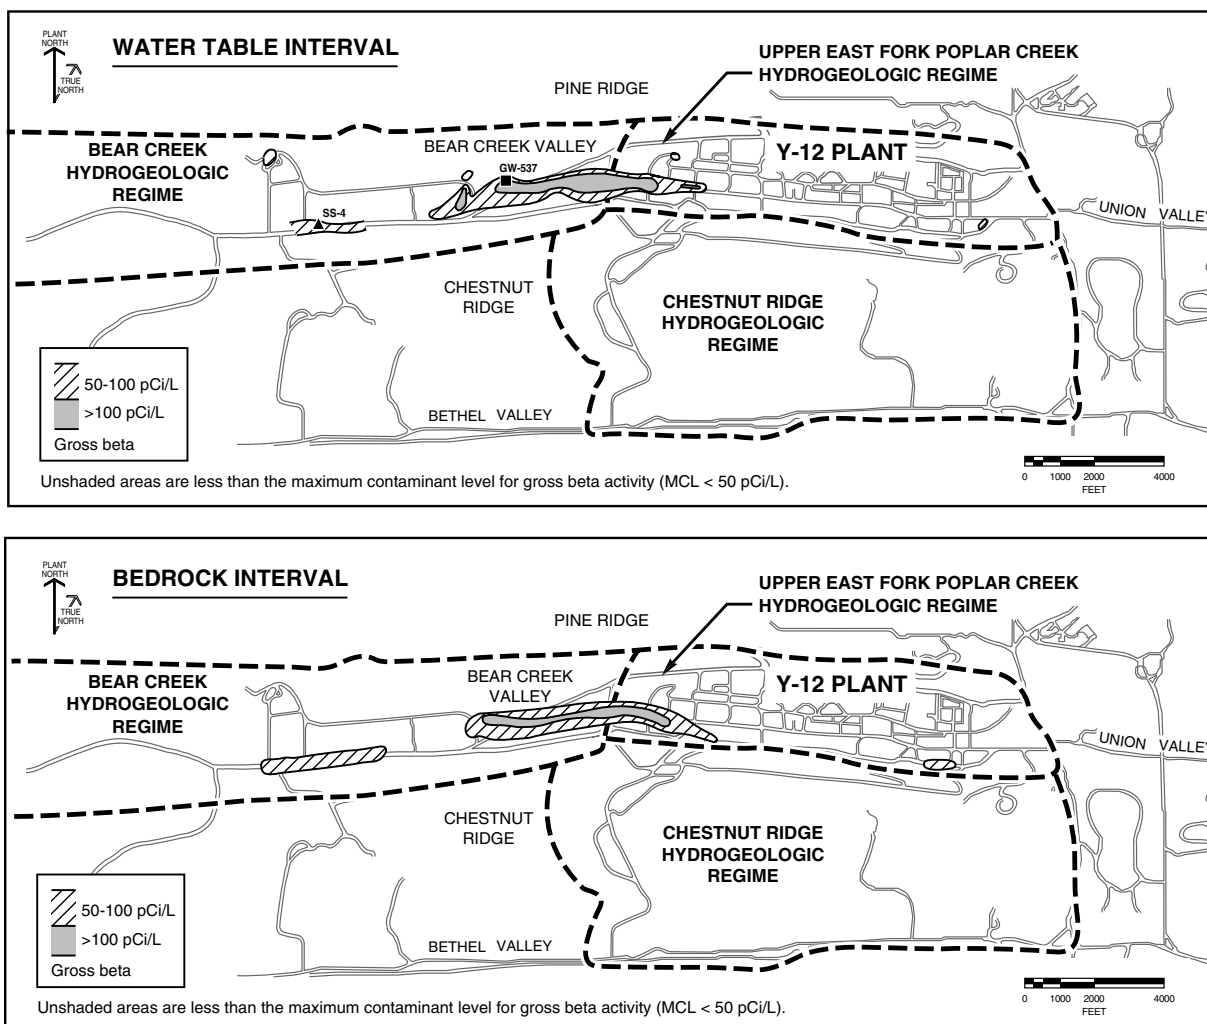 PLANT
NORTH
TRUE
NORTH
WATER TABLE INTERVAL
UPPER EAST FORK POPLAR CREEK
HYDROGEOLOGIC REGIME
PINE RIDGE
BEAR CREEK
HYDROGEOLOGIC
REGIME
BEAR CREEK VALLEY
GW-537
Y-12 PLANT
SS-4
UNION VALLEY
CHESTNUT
RIDGE
CHESTNUT RIDGE
HYDROGEOLOGIC
REGIME
50-100 pCi/L
>100 pCi/L
Gross beta
BETHEL VALLEY
Unshaded areas are less than the maximum contaminant level for gross beta activity (MCL < 50 pCi/L).
0 1000 2000 4000
FEET
PLANT
NORTH
TRUE
NORTH
BEDROCK INTERVAL
UPPER EAST FORK POPLAR CREEK
HYDROGEOLOGIC REGIME
PINE RIDGE
BEAR CREEK
HYDROGEOLOGIC
REGIME
BEAR CREEK
VALLEY
Y-12 PLANT
UNION VALLEY
CHESTNUT
RIDGE
CHESTNUT RIDGE
HYDROGEOLOGIC
REGIME
50-100 pCi/L
>100 pCi/L
Gross beta
BETHEL VALLEY
Unshaded areas are less than the maximum contaminant level for gross beta activity (MCL < 50 pCi/L).
0 1000 2000 4000
FEET